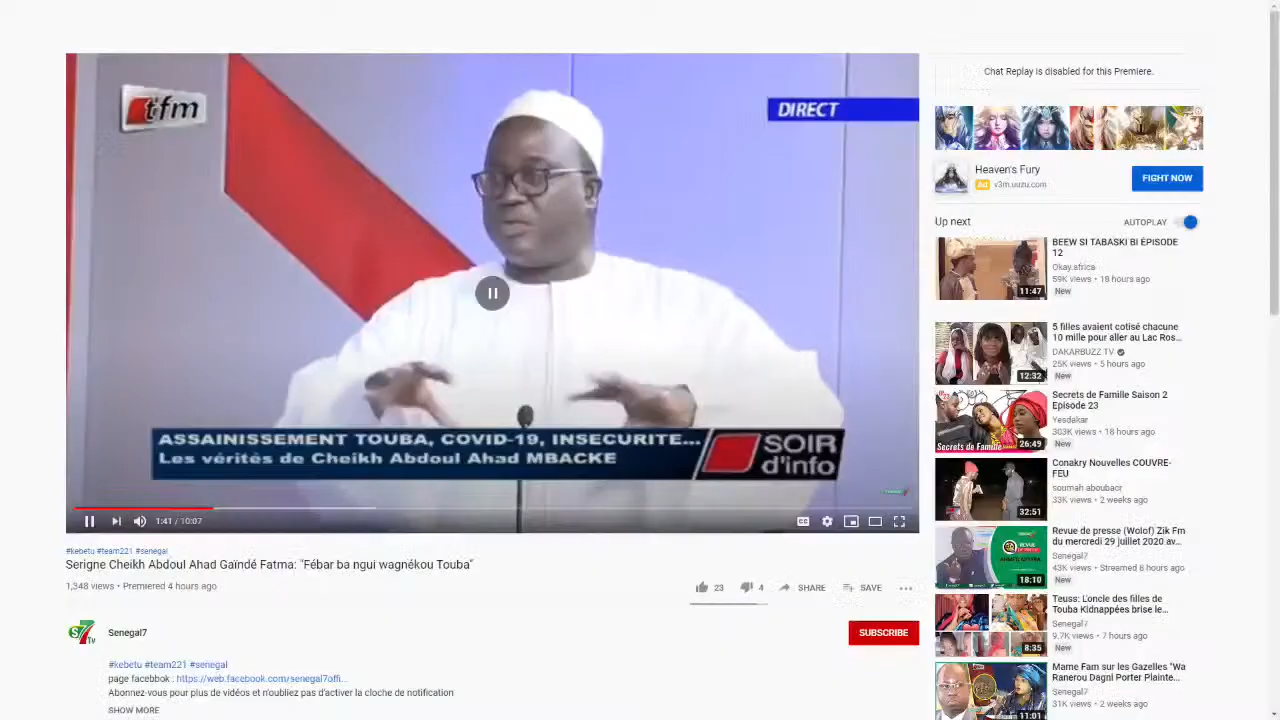 tfm
DIRECT
ASSAINISSEMENT TOUBA, COVID-19, INSECURITE...
Les vérités de Cheikh Abdoul Ahad MBACKE
SOIR
d'info
1:41 / 10:07
#kebetu #team221 #senegal
Serigne Cheikh Abdoul Ahad Gaïndé Fatma: "Fébar ba ngui wagnékou Touba"
1,348 views • Premiered 4 hours ago
23
4
SHARE
SAVE
Senegal7
SUBSCRIBE
#kebetu #team221 #senegal
page facebbok : https://web.facebook.com/senegal7offi...
Abonnez-vous pour plus de vidéos et n'oubliez pas d'activer la cloche de notification
SHOW MORE
Chat Replay is disabled for this Premiere.
Heaven's Fury
Ad v3m.uuzu.com
FIGHT NOW
Up next
AUTOPLAY
BEEW SI TABASKI BI ÉPISODE
12
Okay.africa
59K views • 18 hours ago
New
11:47
5 filles avaient cotisé chacune
10 mille pour aller au Lac Ros...
DAKARBUZZ TV
25K views • 5 hours ago
New
12:32
Secrets de Famille Saison 2
Episode 23
Yesdakar
303K views • 18 hours ago
New
Secrets de Famille
26:49
Conakry Nouvelles COUVRE-
FEU
soumah aboubacr
33K views • 2 weeks ago
32:51
Revue de presse (Wolof) Zik Fm
du mercredi 29 juillet 2020 av...
Senegal7
43K views • Streamed 8 hours ago
New
REVUE
18:10
Teuss: L'oncle des filles de
Touba Kidnappées brise le...
Senegal7
9.7K views • 7 hours ago
New
8:35
Mame Fam sur les Gazelles "Wa
Ranerou Dagni Porter Plainte...
Senegal7
31K views • 2 weeks ago
11:01